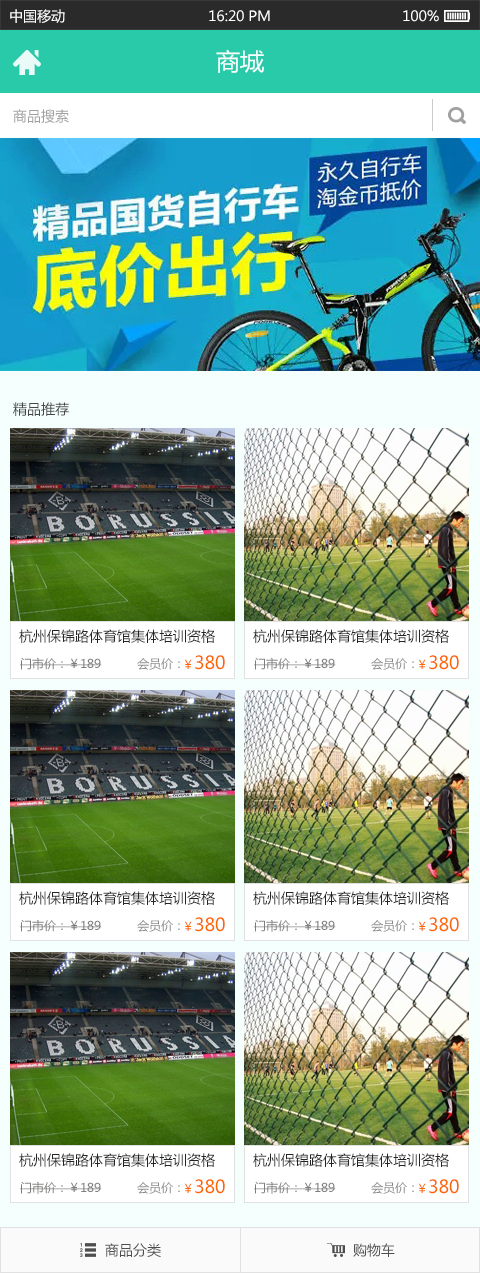 中国移动 16:20 PM 100%
商城
商品搜索
永久自行车
淘金币抵价
精品国货自行车
底价出行
精品推荐
BORUSSIA
杭州保锦路体育馆集体培训资格 杭州保锦路体育馆集体培训资格
门市价：¥189 会员价：¥380 门市价：¥189 会员价：¥380
BORUSSIA
杭州保锦路体育馆集体培训资格 杭州保锦路体育馆集体培训资格
门市价：¥189 会员价：¥380 门市价：¥189 会员价：¥380
BORUSSIA
杭州保锦路体育馆集体培训资格 杭州保锦路体育馆集体培训资格
门市价：¥189 会员价：¥380 门市价：¥189 会员价：¥380
商品分类 购物车